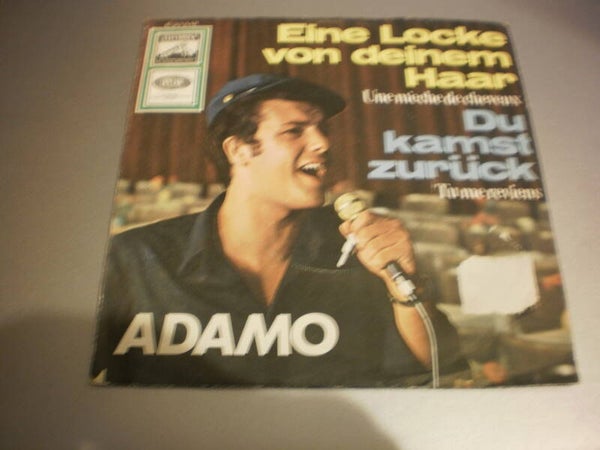 Eine Locke
von deinem
Haar
Une mèche de cheveux
Du
kamst
zurück
Tu me reviens
ADAMO